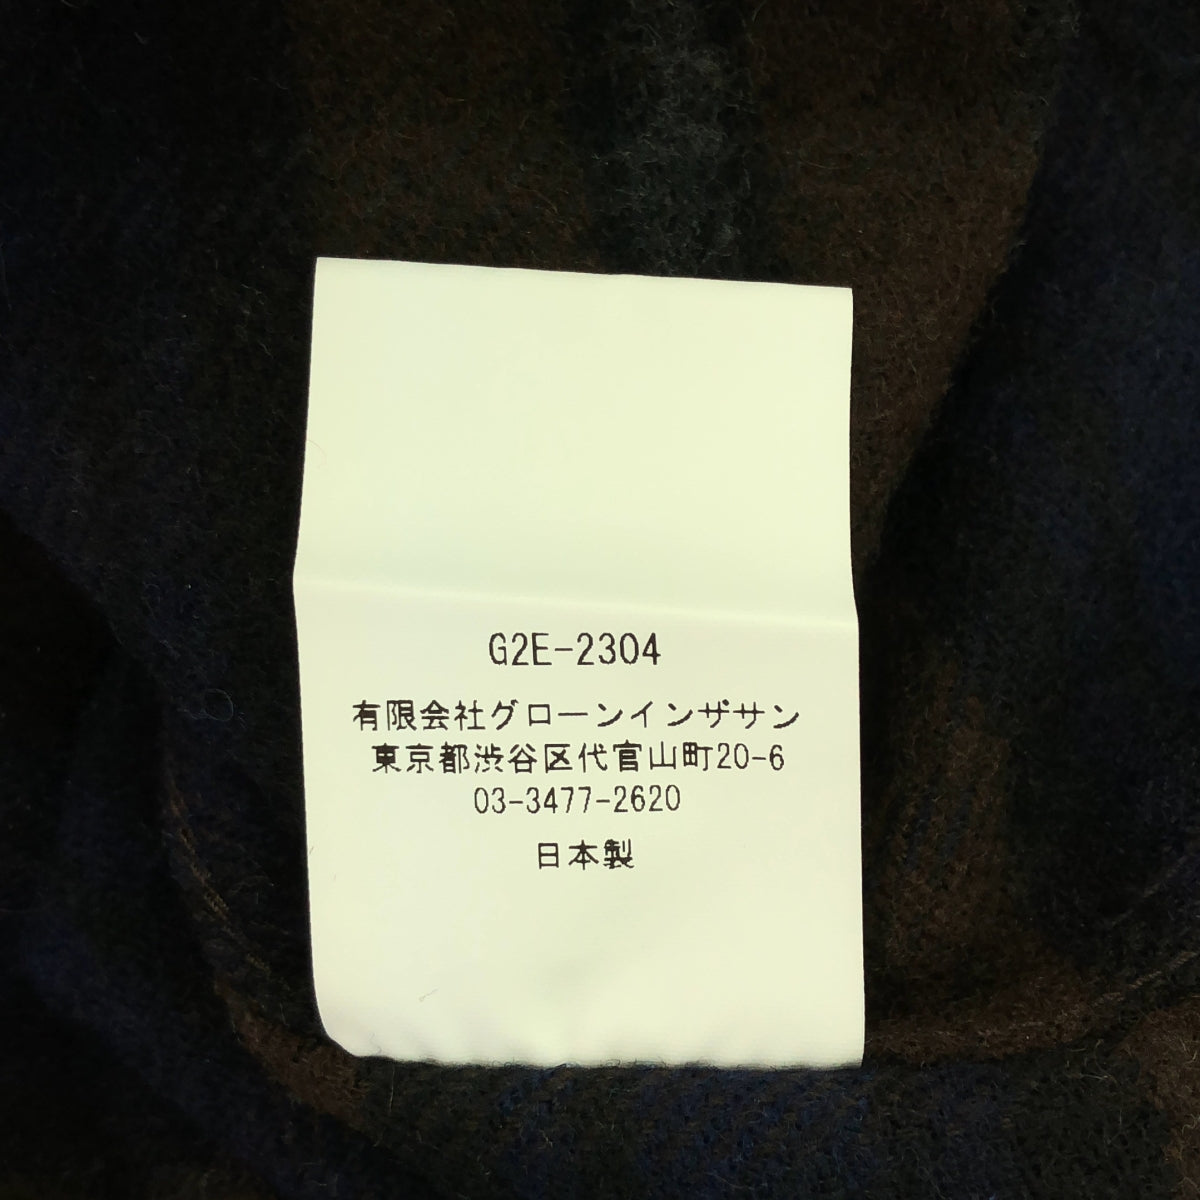 G2E-2304
有限会社グローンインザサン
東京都渋谷区代官山町20-6
03-3477-2620
日本製